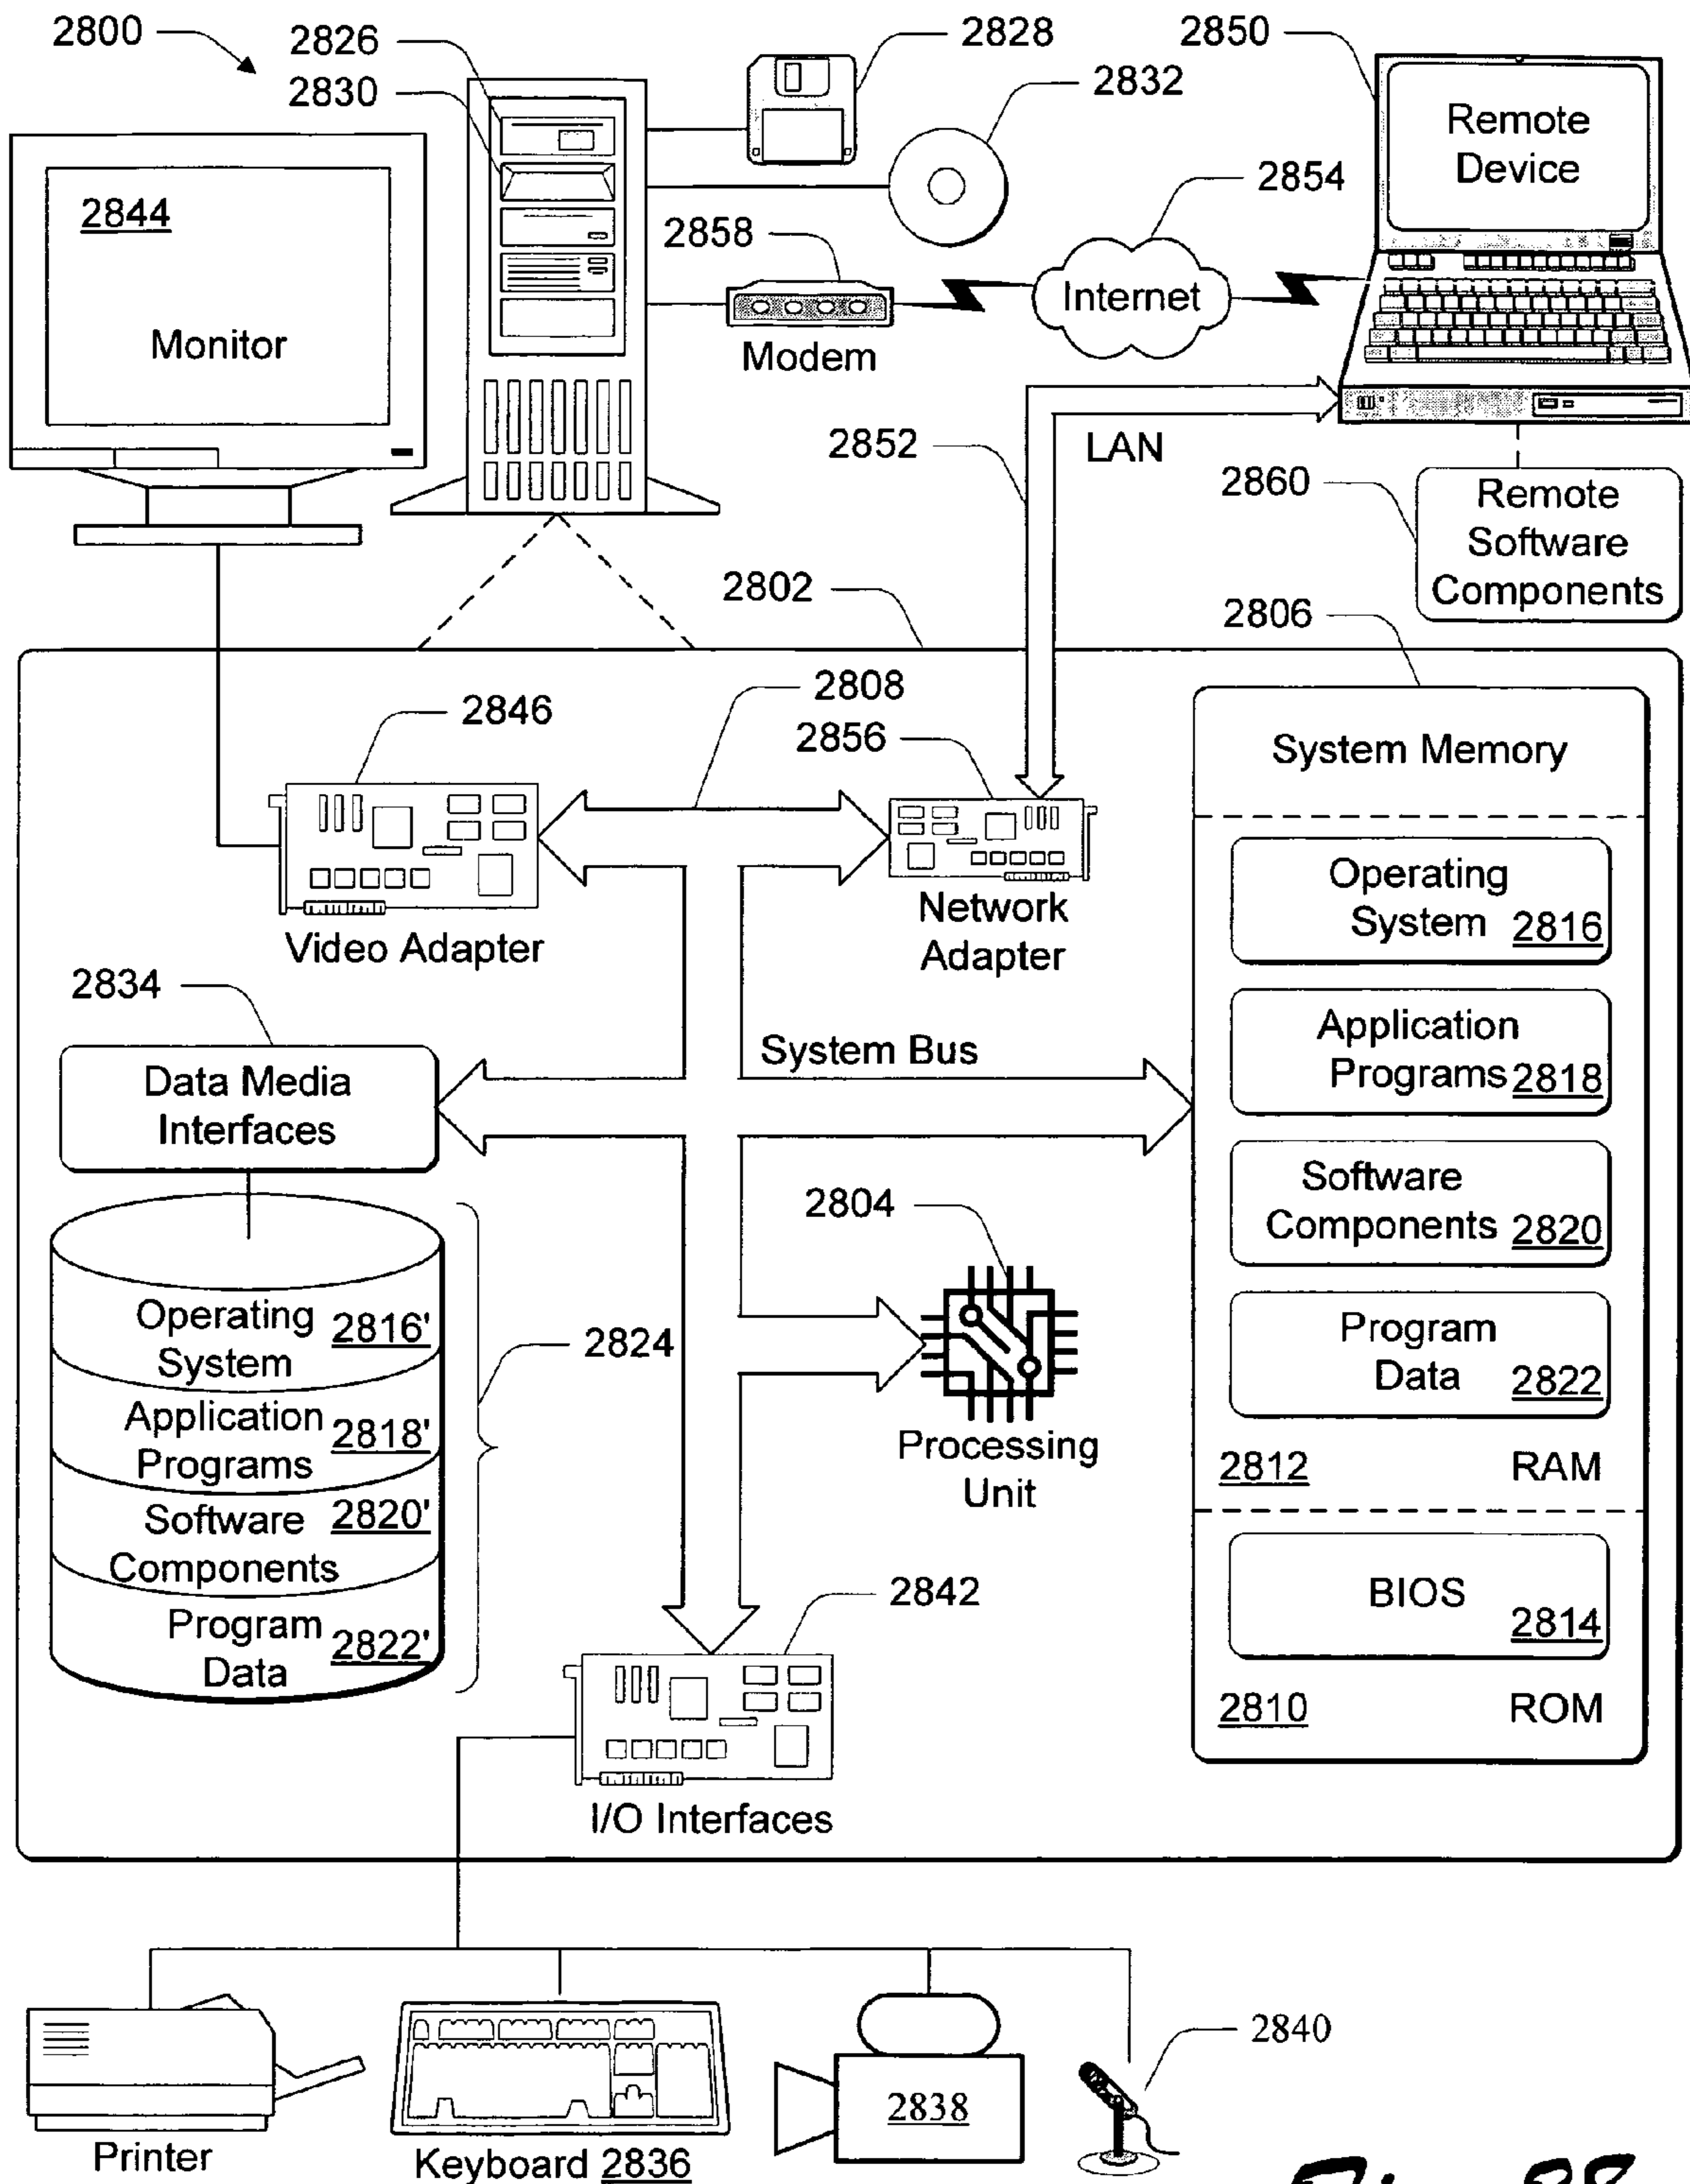 2800
2826
2830
2828
2832
2850
Remote
Device
2844
Monitor
2858
2854
Internet
Modem
2852
LAN
2860
Remote
Software
Components
2802
2806
2808
2846
2856
System Memory
Video Adapter
Network
Adapter
Operating
System 2816
2834
Data Media
Interfaces
System Bus
Application
Programs 2818
Software
Components 2820
2804
Operating
System 2816'
2824
Program
Data 2822
Application
Programs 2818'
Processing
Unit
2812 RAM
Software 2820'
Components
2842
BIOS
2814
Program
Data 2822'
2810 ROM
I/O Interfaces
2840
2838
Printer
Keyboard 2836